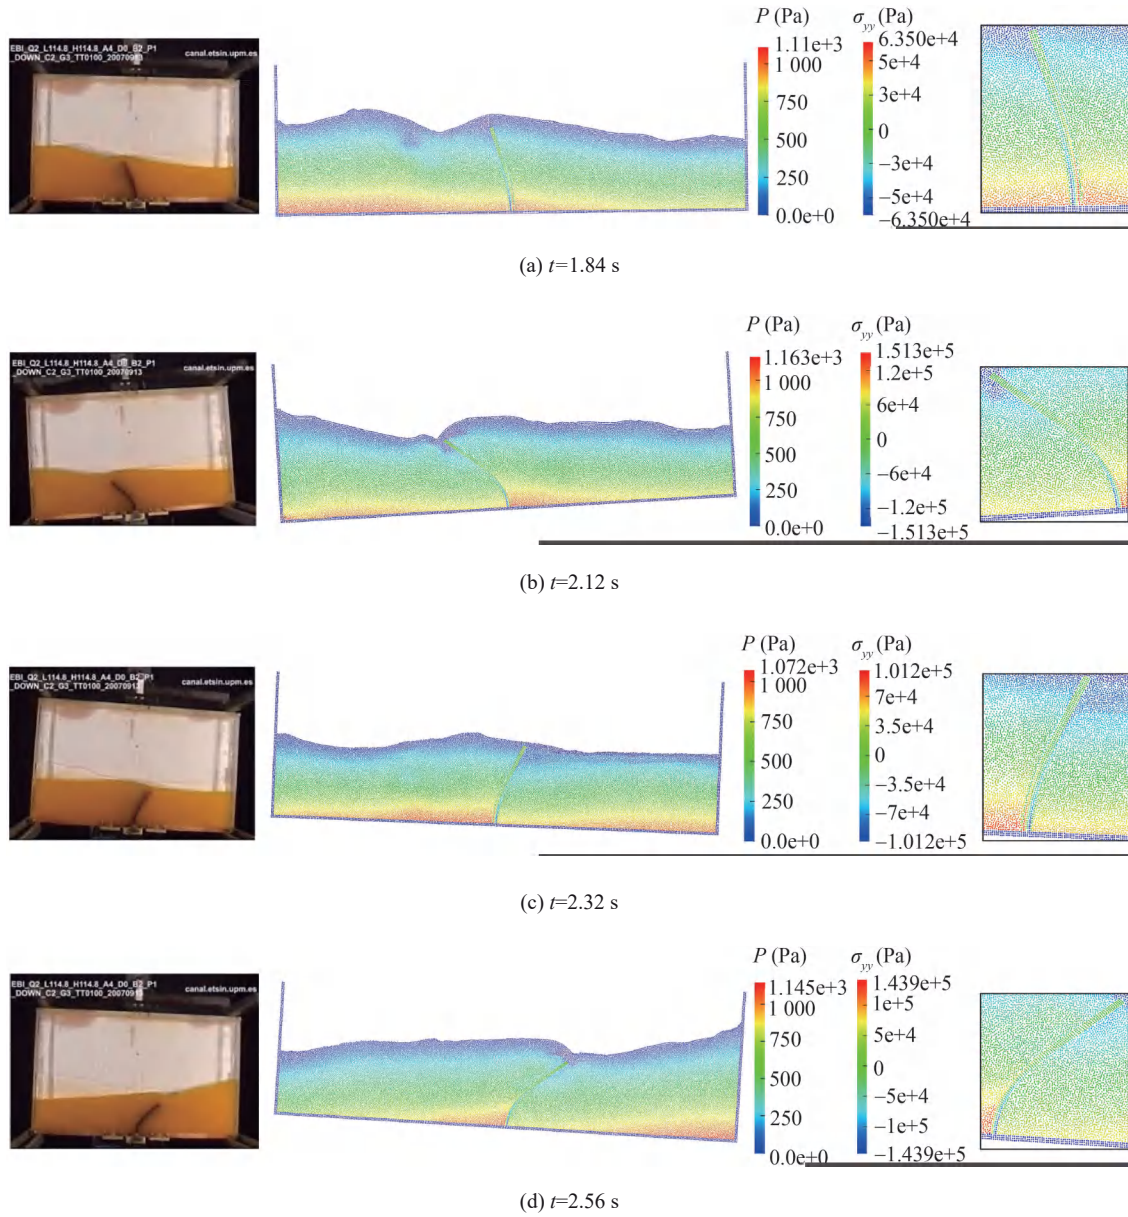 EBI_Q2_L114.8_H114.8_A4_D0_B2_P1
_DOWN_C2_G3_TT0100_20070913
canal.etsin.upm.es
P (Pa)
1.11e+3
1 000
750
500
250
0.0e+0
σyy (Pa)
6.350e+4
5e+4
3e+4
0
−3e+4
−5e+4
−6.350e+4
(a) t=1.84 s
EBI_Q2_L114.8_H114.8_A4_D0_B2_P1
_DOWN_C2_G3_TT0100_20070913
canal.etsin.upm.es
P (Pa)
1.163e+3
1 000
750
500
250
0.0e+0
σyy (Pa)
1.513e+5
1.2e+5
6e+4
0
−6e+4
−1.2e+5
−1.513e+5
(b) t=2.12 s
EBI_Q2_L114.8_H114.8_A4_D0_B2_P1
_DOWN_C2_G3_TT0100_20070913
canal.etsin.upm.es
P (Pa)
1.072e+3
1 000
750
500
250
0.0e+0
σyy (Pa)
1.012e+5
7e+4
3.5e+4
0
−3.5e+4
−7e+4
−1.012e+5
(c) t=2.32 s
EBI_Q2_L114.8_H114.8_A4_D0_B2_P1
_DOWN_C2_G3_TT0100_20070913
canal.etsin.upm.es
P (Pa)
1.145e+3
1 000
750
500
250
0.0e+0
σyy (Pa)
1.439e+5
1e+5
5e+4
0
−5e+4
−1e+5
−1.439e+5
(d) t=2.56 s